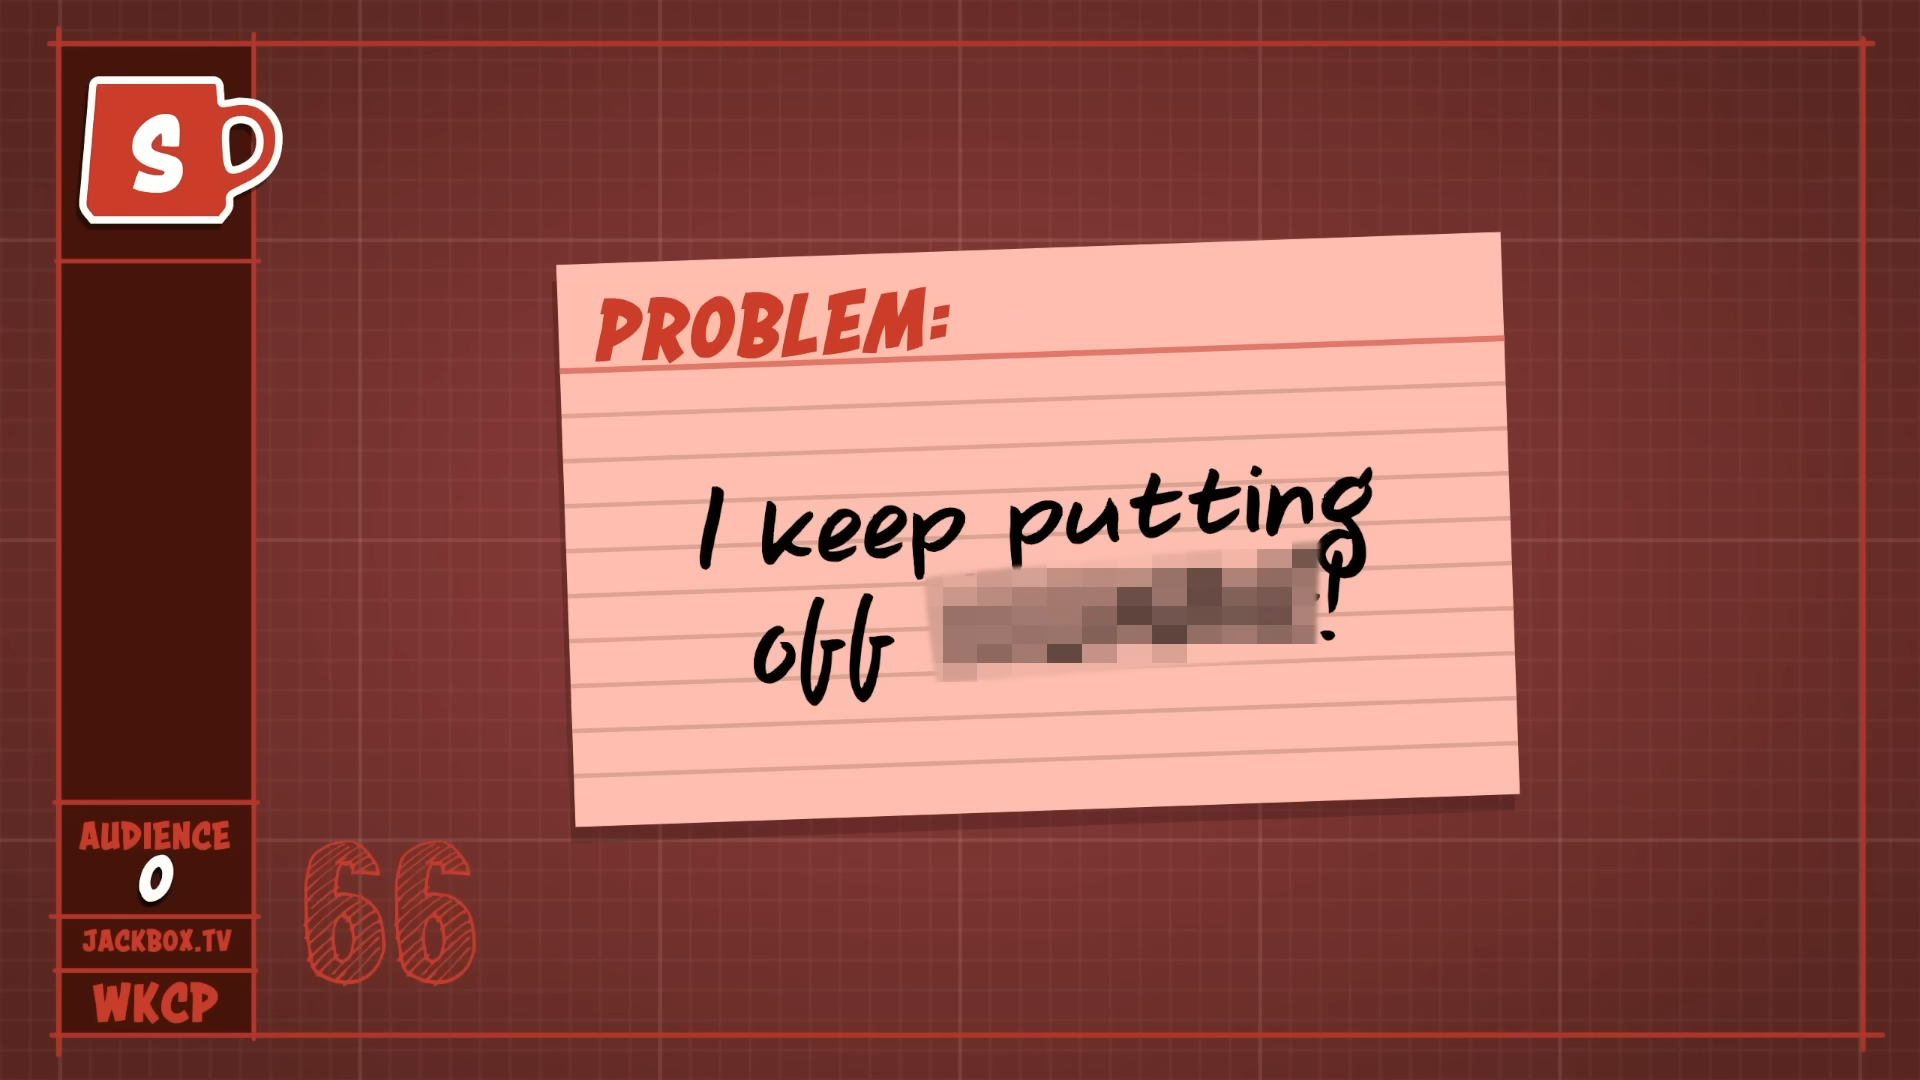 S
PROBLEM:
I keep putting
off !
AUDIENCE
0
JACKBOX.TV
WKCP
66